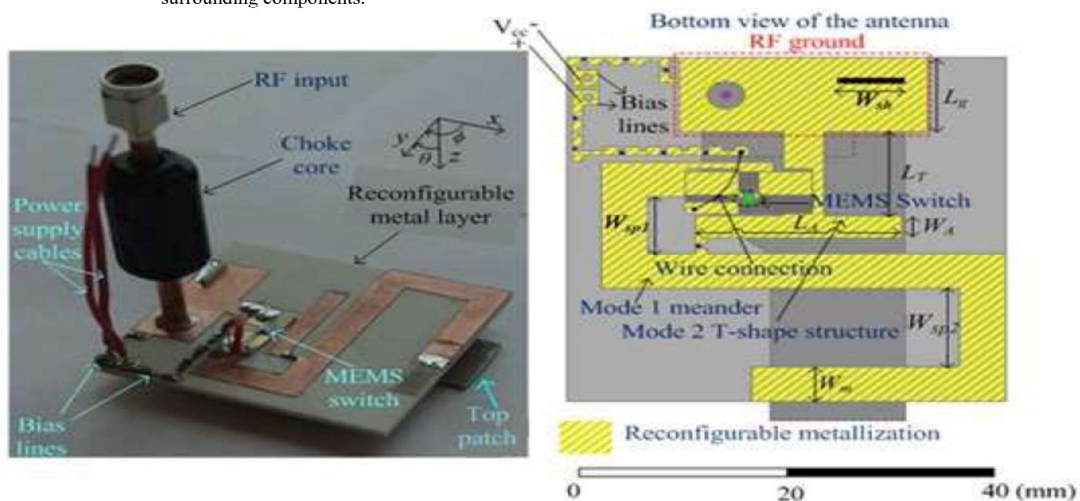 surrounding components.
RF input
Choke
core
x
y
ϕ
θ
z
Reconfigurable
metal layer
Power
supply
cables
MEMS
switch
Top
patch
Bias
lines
Vcc -
+
Bottom view of the antenna
RF ground
Bias
lines
Wsh
Lg
LT
MEMS Switch
Wsp1
LA
WA
Wire connection
Mode 1 meander
Mode 2 T-shape structure
Wsp2
Wm
Reconfigurable metallization
0 20 40 (mm)